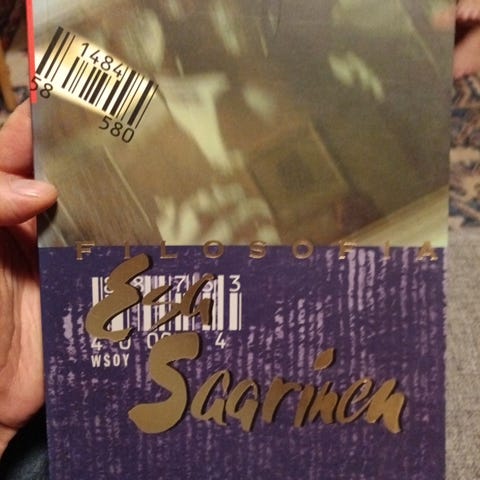 1484
58
580
FILOSOFIA
Esa
Saarinen
WSOY